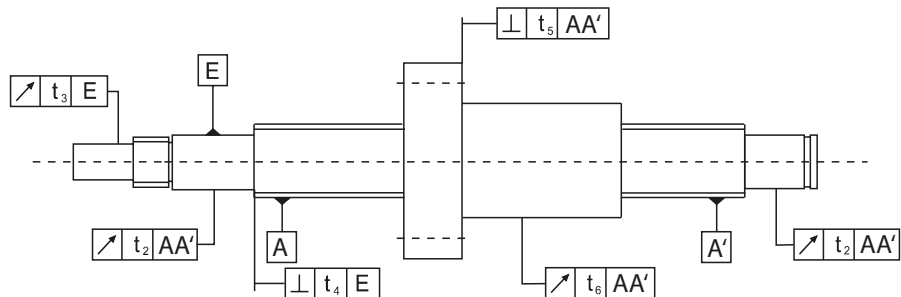 ⊥ t₅ AA'
E
↗ t₃ E
A
A'
↗ t₂ AA'
↗ t₂ AA'
⊥ t₄ E
↗ t₆ AA'